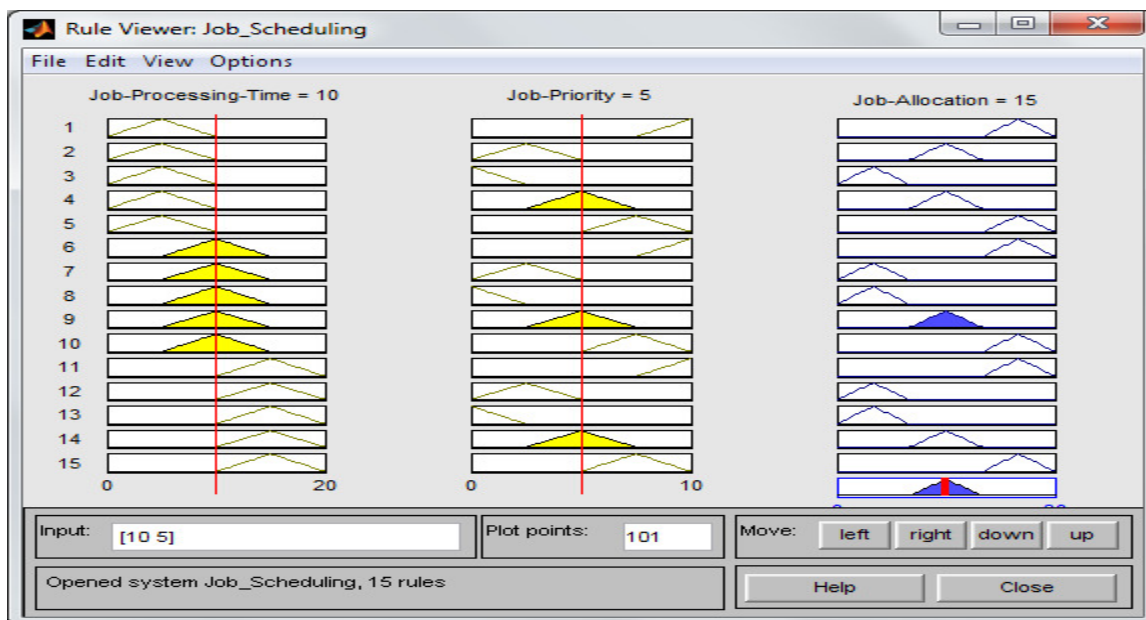 Rule Viewer: Job_Scheduling
File Edit View Options
Job-Processing-Time = 10
Job-Priority = 5
Job-Allocation = 15
1
2
3
4
5
6
7
8
9
10
11
12
13
14
15
0 20
0 10
Input: [10 5]
Plot points: 101
Move: left right down up
Opened system Job_Scheduling, 15 rules
Help Close